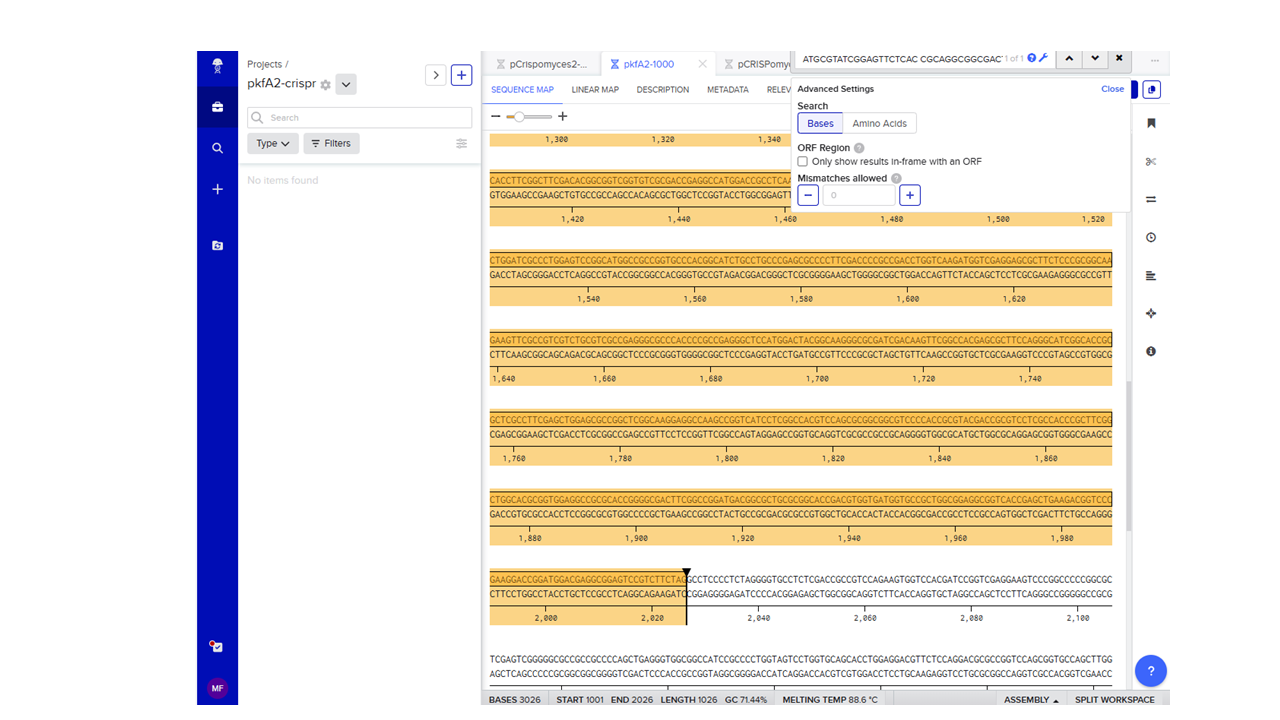 Projects /
pkfA2-crispr
Search
Type
Filters
No items found
MF
pCrispomyces2-...
pkfA2-1000
pCRISPomy
ATGCGTATCGGAGTTCTCAC CGCAGGCGGCGAC
1 of 1
SEQUENCE MAP
LINEAR MAP
DESCRIPTION
METADATA
RELEV
Advanced Settings
Close
Search
Bases
Amino Acids
ORF Region
Only show results in-frame with an ORF
Mismatches allowed
0
1,300 1,320 1,340
CACCTTCGGCTTCGACACGGCGGTCGGTGTCGCGACCGAGGCCATGGACCGCCTCAA
GTGGAAGCCGAAGCTGTGCCGCCAGCCACAGCGCTGGCTCCGGTACCTGGCGGAGTT
1,420 1,440 1,460 1,480 1,500 1,520
CTGGATCGCCCTGGAGTCCGGCATGGCCGCCGGTGCCCACGGCATCTGCCTGCCCGAGCGCCCCTTCGACCCCGCCGACCTGGTCAAGATGGTCGAGGAGCGCTTCTCCCGCGGCAA
GACCTAGCGGGACCTCAGGCCGTACCGGCGGCCACGGGTGCCGTAGACGGACGGGCTCGCGGGGAAGCTGGGGCGGCTGGACCAGTTCTACCAGCTCCTCGCGAAGAGGGCGCCGTT
1,540 1,560 1,580 1,600 1,620
GAAGTTCGCCGTCGTCTGCGTCGCCGAGGGCGCCCACCCCGCCGAGGGCTCCATGGACTACGGCAAGGGCGCGATCGACAAGTTCGGCCACGAGCGCTTCCAGGGCATCGGCACCGC
CTTCAAGCGGCAGCAGACGCAGCGGCTCCCGCGGGTGGGGCGGCTCCCGAGGTACCTGATGCCGTTCCCGCGCTAGCTGTTCAAGCCGGTGCTCGCGAAGGTCCCGTAGCCGTGGCG
1,640 1,660 1,680 1,700 1,720 1,740
GCTCGCCTTCGAGCTGGAGCGCCGGCTCGGCAAGGAGGCCAAGCCGGTCATCCTCGGCCACGTCCAGCGCGGCGGCGTCCCCACCGCGTACGACCGCGTCCTCGCCACCCGCTTCGG
CGAGCGGAAGCTCGACCTCGCGGCCGAGCCGTTCCTCCGGTTCGGCCAGTAGGAGCCGGTGCAGGTCGCGCCGCCGCAGGGGTGGCGCATGCTGGCGCAGGAGCGGTGGGCGAAGCC
1,760 1,780 1,800 1,820 1,840 1,860
CTGGCACGCGGTGGAGGCCGCGCACCGGGGCGACTTCGGCCGGATGACGGCGCTGCGCGGCACCGACGTGGTGATGGTGCCGCTGGCGGAGGCGGTCACCGAGCTGAAGACGGTCCC
GACCGTGCGCCACCTCCGGCGCGTGGCCCCGCTGAAGCCGGCCTACTGCCGCGACGCGCCGTGGCTGCACCACTACCACGGCGACCGCCTCCGCCAGTGGCTCGACTTCTGCCAGGG
1,880 1,900 1,920 1,940 1,960 1,980
GAAGGACCGGATGGACGAGGCGGAGTCCGTCTTCTAGGCCTCCCCTCTAGGGGTGCCTCTCGACCGCCGTCCAGAAGTGGTCCACGATCCGGTCGAGGAAGTCCCGGCCCCCGGCGC
CTTCCTGGCCTACCTGCTCCGCCTCAGGCAGAAGATCCGGAGGGGAGATCCCCACGGAGAGCTGGCGGCAGGTCTTCACCAGGTGCTAGGCCAGCTCCTTCAGGGCCGGGGGCCGCG
2,000 2,020 2,040 2,060 2,080 2,100
TCGAGTCGGGGGCGCCGCCGCCCCAGCTGAGGGTGGCGGCCATCCGCCCCTGGTAGTCCTGGTGCAGCACCTGGAGGACGTTCTCCAGGACGCGCCGGTCCAGCGGTGCCAGCTTGG
AGCTCAGCCCCCGCGGCGGCGGGGTCGACTCCCACCGCCGGTAGGCGGGGACCATCAGGACCACGTCGTGGACCTCCTGCAAGAGGTCCTGCGCGGCCAGGTCGCCACGGTCGAACC
BASES 3026 START 1001 END 2026 LENGTH 1026 GC 71.44% MELTING TEMP 88.6 °C ASSEMBLY SPLIT WORKSPACE